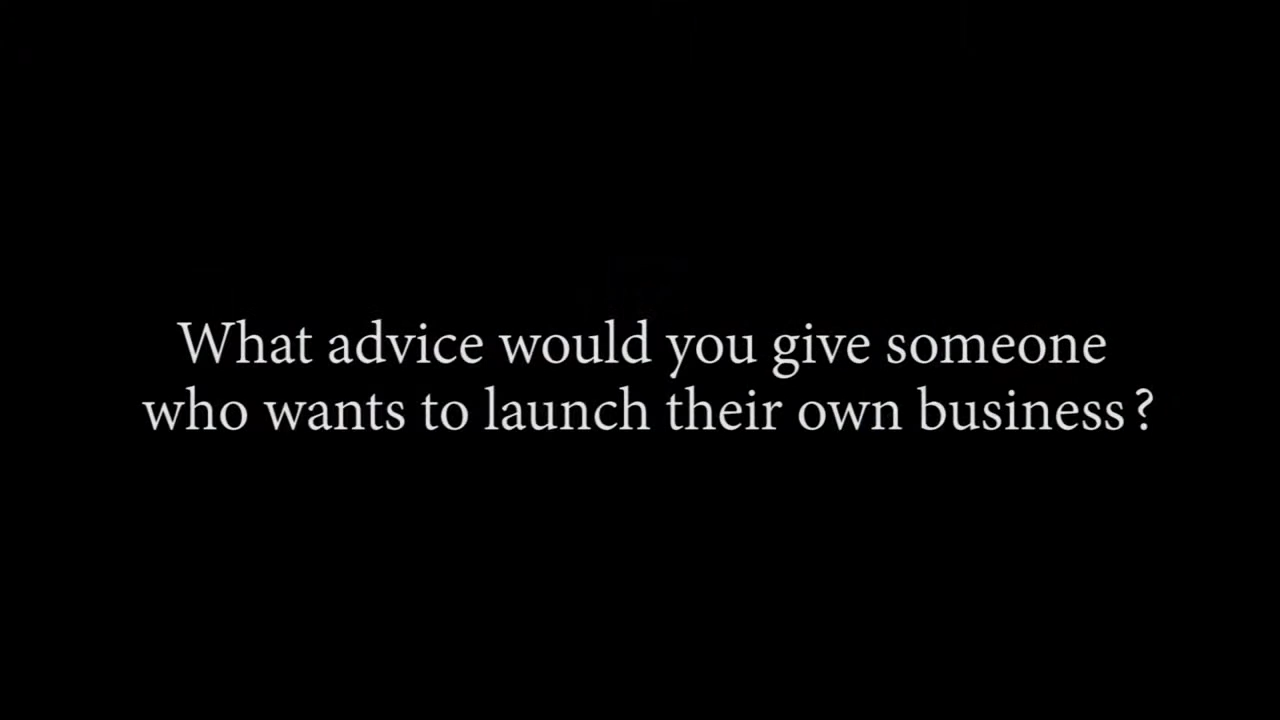 What advice would you give someone
who wants to launch their own business?